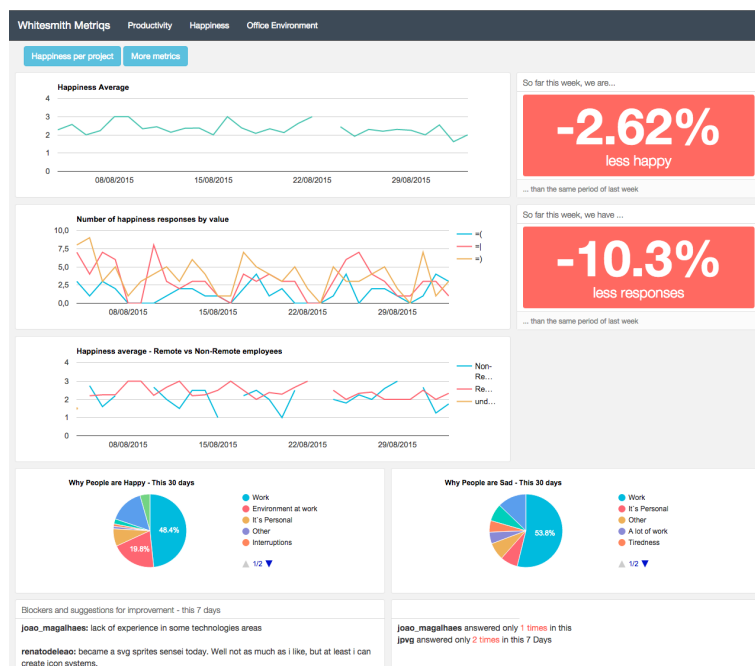 Whitesmith Metriqs Productivity Happiness Office Environment
Happiness per project More metrics
Happiness Average
4
3
2
1
0
08/08/2015 15/08/2015 22/08/2015 29/08/2015
So far this week, we are...
-2.62%
less happy
... than the same period of last week
Number of happiness responses by value
10,0
7,5
5,0
2,5
0,0
08/08/2015 15/08/2015 22/08/2015 29/08/2015
=(
=|
=)
So far this week, we have ...
-10.3%
less responses
... than the same period of last week
Happiness average - Remote vs Non-Remote employees
4
3
2
1
0
08/08/2015 15/08/2015 22/08/2015 29/08/2015
Non-
Re...
Re...
und...
Why People are Happy - This 30 days
48.4%
19.8%
Work
Environment at work
It`s Personal
Other
Interruptions
1/2
Why People are Sad - This 30 days
53.8%
Work
It`s Personal
Other
A lot of work
Tiredness
1/2
Blockers and suggestions for improvement - this 7 days
joao_magalhaes: lack of experience in some technologies areas
renatodeleao: became a svg sprites sensei today. Well not as much as i like, but at least i can
create icon systems.
joao_magalhaes answered only 1 times in this
jpvg answered only 2 times in this 7 Days